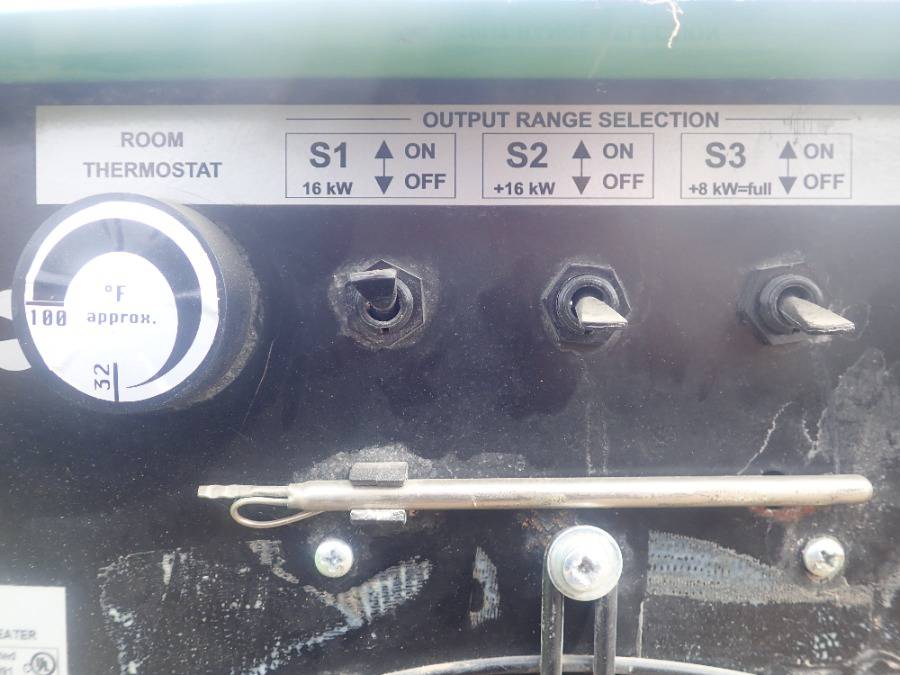 OUTPUT RANGE SELECTION
ROOM
THERMOSTAT
S1 ON
16 kW OFF
S2 ON
+16 kW OFF
S3 ON
+8 kW=full OFF
°F
approx.
100
32
EATER
UL